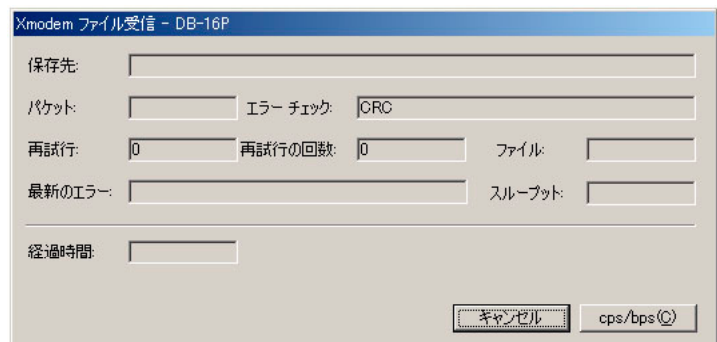 Xmodem ファイル受信 - DB-16P
保存先:
パケット: エラー チェック: CRC
再試行: 0 再試行の回数: 0 ファイル:
最新のエラー: スループット:
経過時間:
キャンセル cps/bps(C)